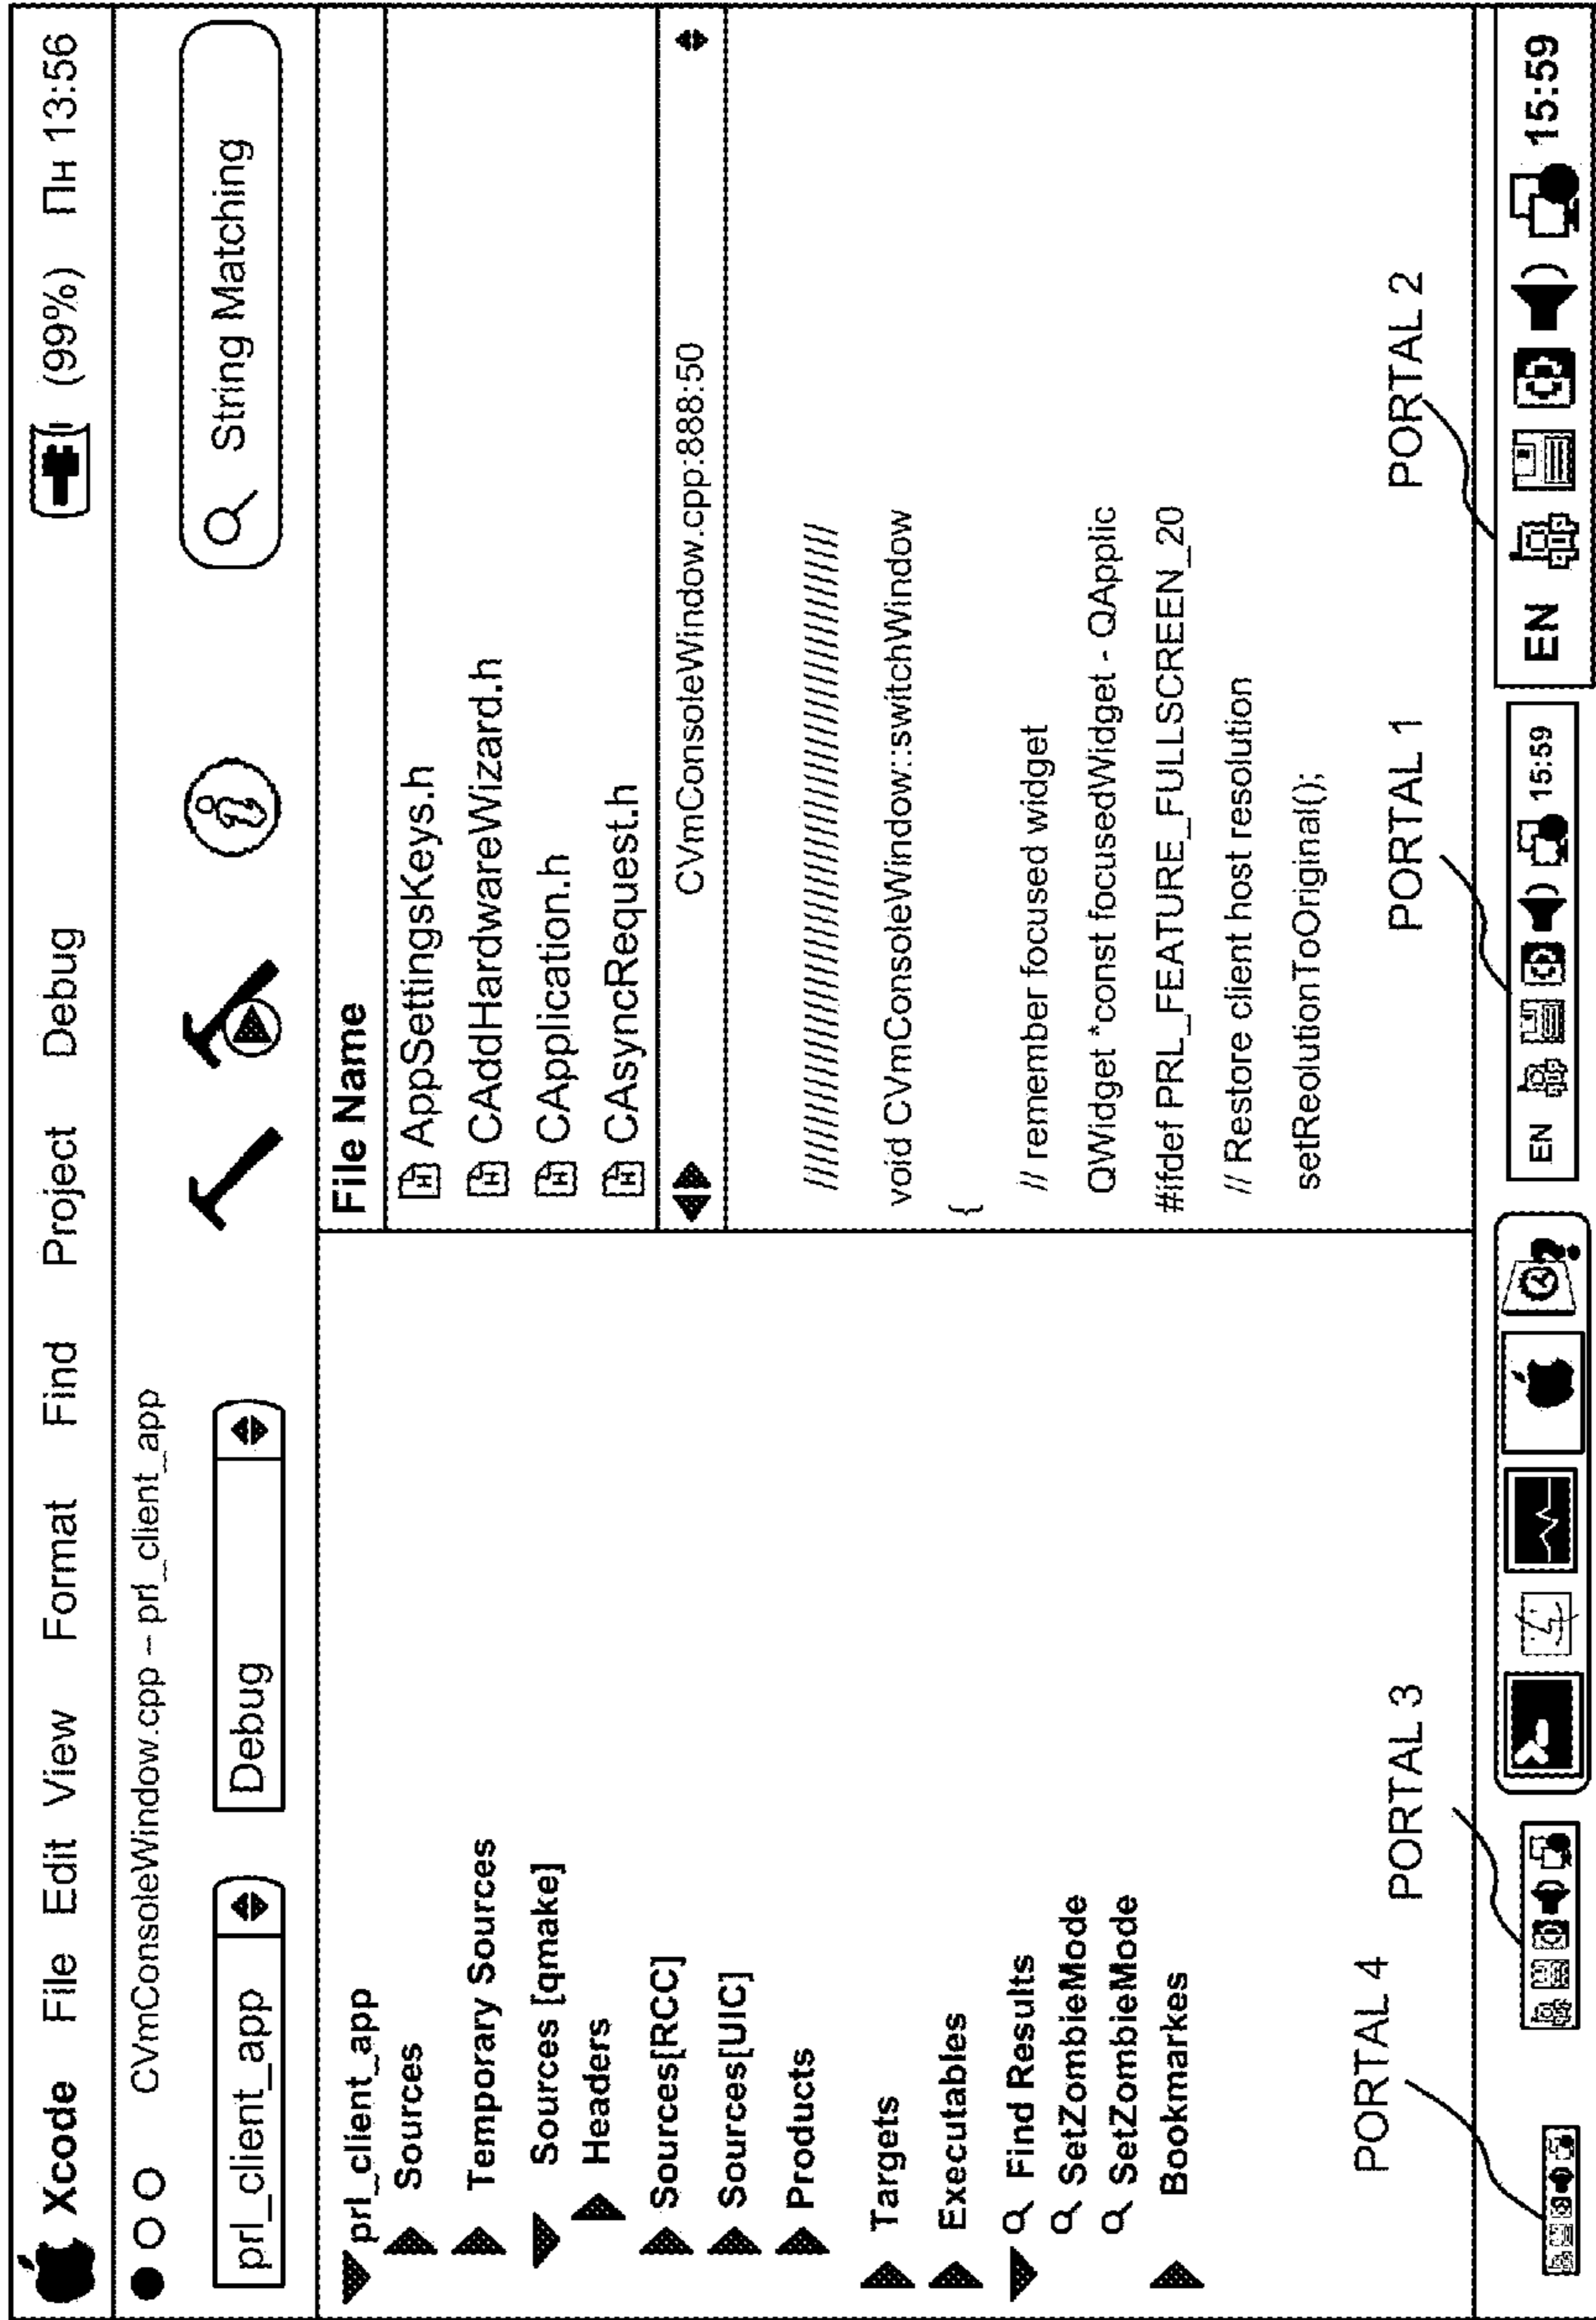 Xcode File Edit View Format Find Project Debug (99%) Пн 13:56
CVmConsoleWindow.cpp – prl_client_app
prl_client_app Debug String Matching
prl_client_app
Sources
Temporary Sources
Sources [qmake]
Headers
Sources[RCC]
Sources[UIC]
Products
Targets
Executables
Find Results
SetZombieMode
SetZombieMode
Bookmarkes
File Name
AppSettingsKeys.h
CAddHardwareWizard.h
CApplication.h
CAsyncRequest.h
CVmConsoleWindow.cpp:888:50
//////////////////////////////////////////////////
void CVmConsoleWindow::switchWindow
{
// remember focused widget
QWidget *const focusedWidget - QApplic
#ifdef PRL_FEATURE_FULLSCREEN_20
// Restore client host resolution
setReolutionToOriginal();
PORTAL 4
PORTAL 3
PORTAL 1
PORTAL 2
EN 15:59
EN 15:59